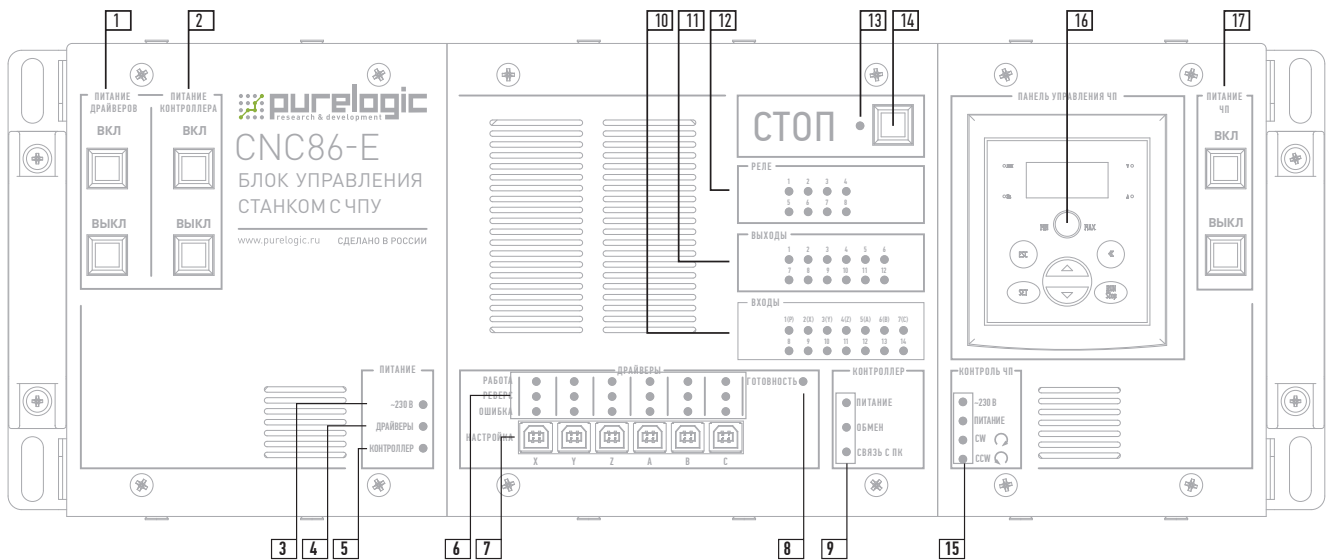 1
2
10
11
12
13
14
16
17
ПИТАНИЕ
ДРАЙВЕРОВ
ПИТАНИЕ
КОНТРОЛЛЕРА
ВКЛ
ВКЛ
ВЫКЛ
ВЫКЛ
purelogic
research & development
CNC86-E
БЛОК УПРАВЛЕНИЯ
СТАНКОМ С ЧПУ
www.purelogic.ru СДЕЛАНО В РОССИИ
СТОП
РЕЛЕ
1 2 3 4
5 6 7 8
ВЫХОДЫ
1 2 3 4 5 6
7 8 9 10 11 12
ВХОДЫ
1(P) 2(X) 3(Y) 4(Z) 5(A) 6(B) 7(C)
8 9 10 11 12 13 14
ПАНЕЛЬ УПРАВЛЕНИЯ ЧП
MIN MAX
ESC
SET
RUN
Stop
ПИТАНИЕ
ЧП
ВКЛ
ВЫКЛ
ПИТАНИЕ
~230 В
ДРАЙВЕРЫ
КОНТРОЛЛЕР
ДРАЙВЕРЫ
РАБОТА
РЕВЕРС
ОШИБКА
НАСТРОЙКА
X Y Z A B C
ГОТОВНОСТЬ
КОНТРОЛЛЕР
ПИТАНИЕ
ОБМЕН
СВЯЗЬ С ПК
КОНТРОЛЬ ЧП
~230 В
ПИТАНИЕ
CW
CCW
3
4
5
6
7
8
9
15